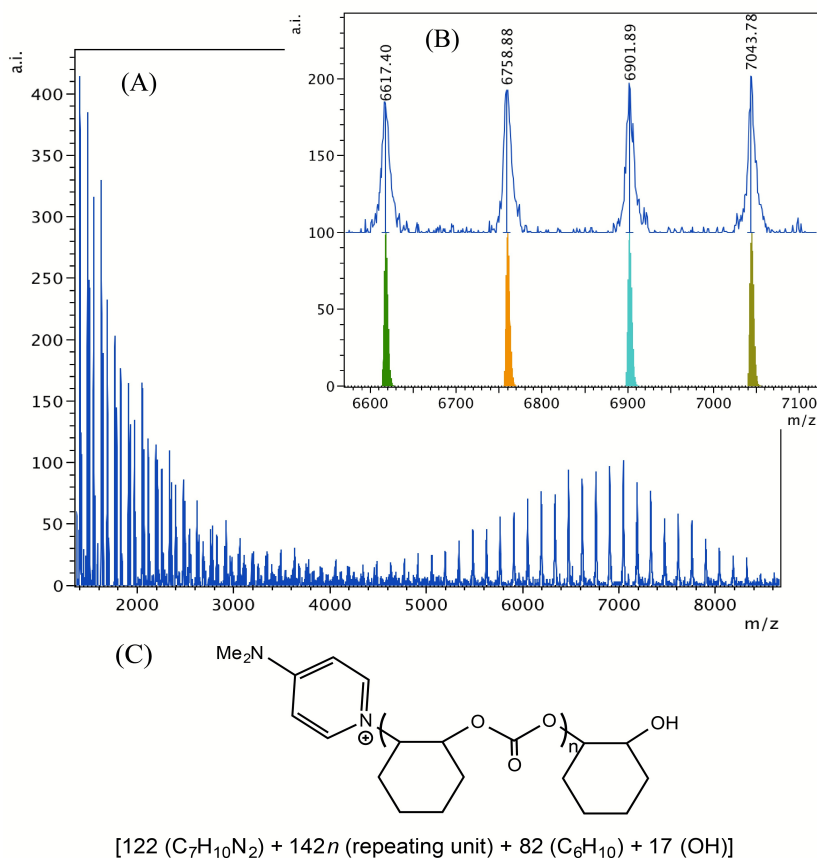 a.i.
(A)
400
350
300
250
200
150
100
50
0
2000
3000
4000
5000
6000
7000
8000
m/z
a.i.
(B)
6617.40
6758.88
6901.89
7043.78
200
150
100
50
0
6600
6700
6800
6900
7000
7100
m/z
(C)
Me₂N
N
⊕
(
O
O
O
)
n
OH
[122 (C₇H₁₀N₂) + 142n (repeating unit) + 82 (C₆H₁₀) + 17 (OH)]